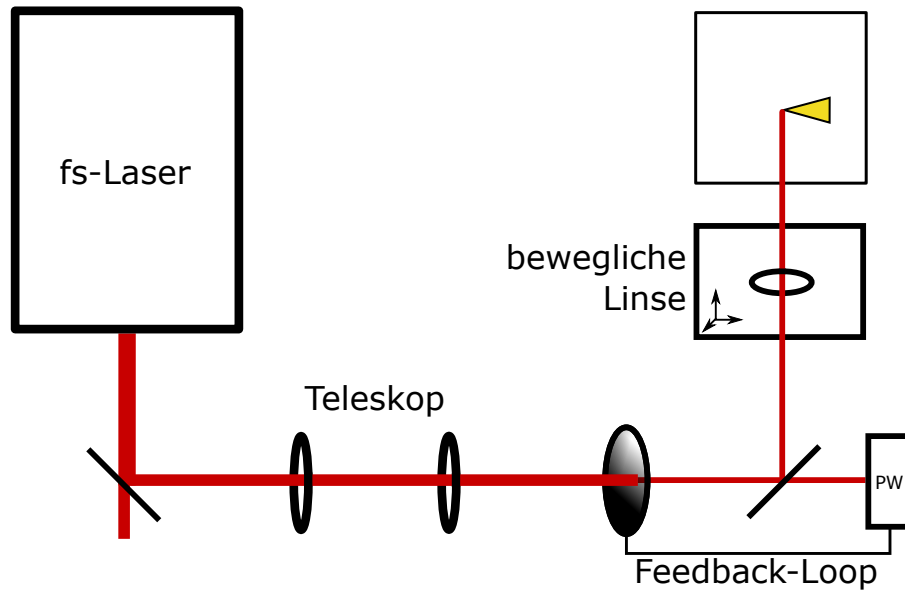 fs-Laser
bewegliche
Linse
Teleskop
PW
Feedback-Loop